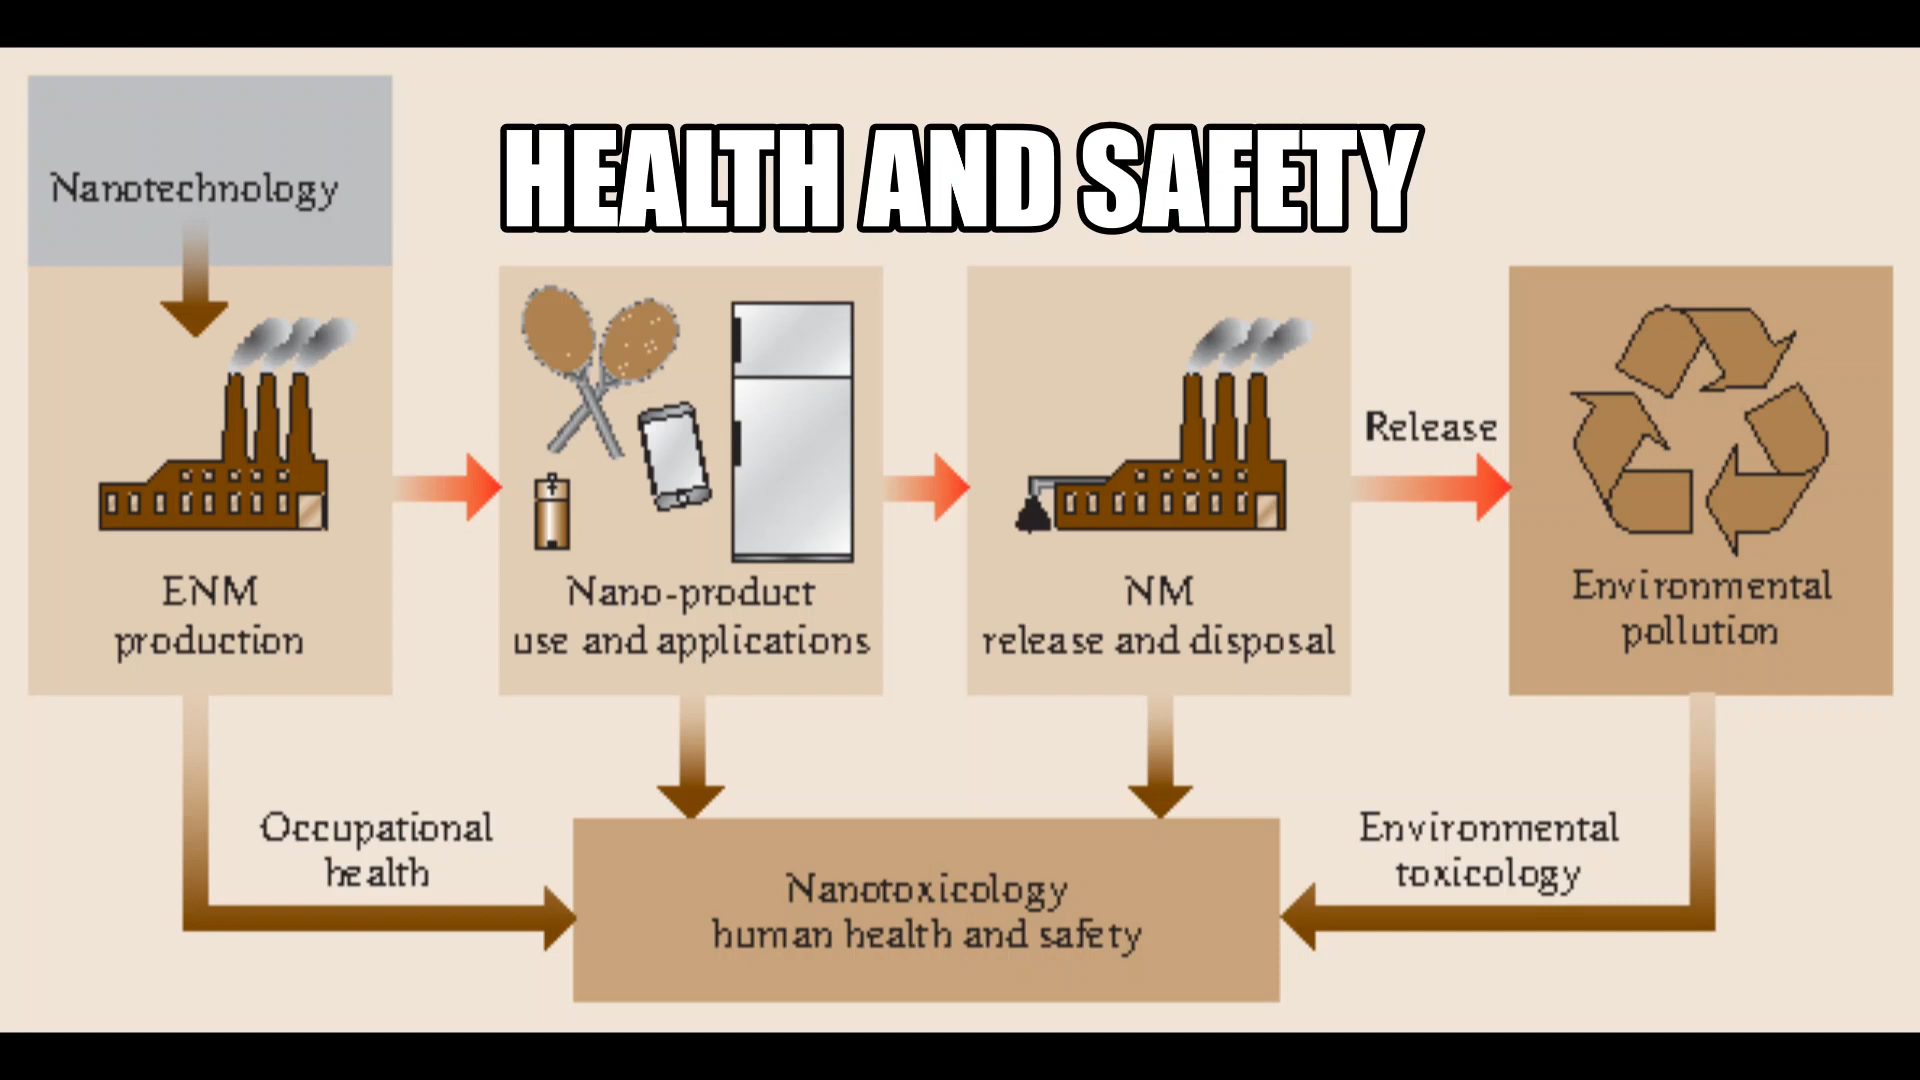 HEALTH AND SAFETY
Nanotechnology
ENM
production
Nano-product
use and applications
NM
release and disposal
Release
Environmental
pollution
Occupational
health
Environmental
toxicology
Nanotoxicology
human health and safety